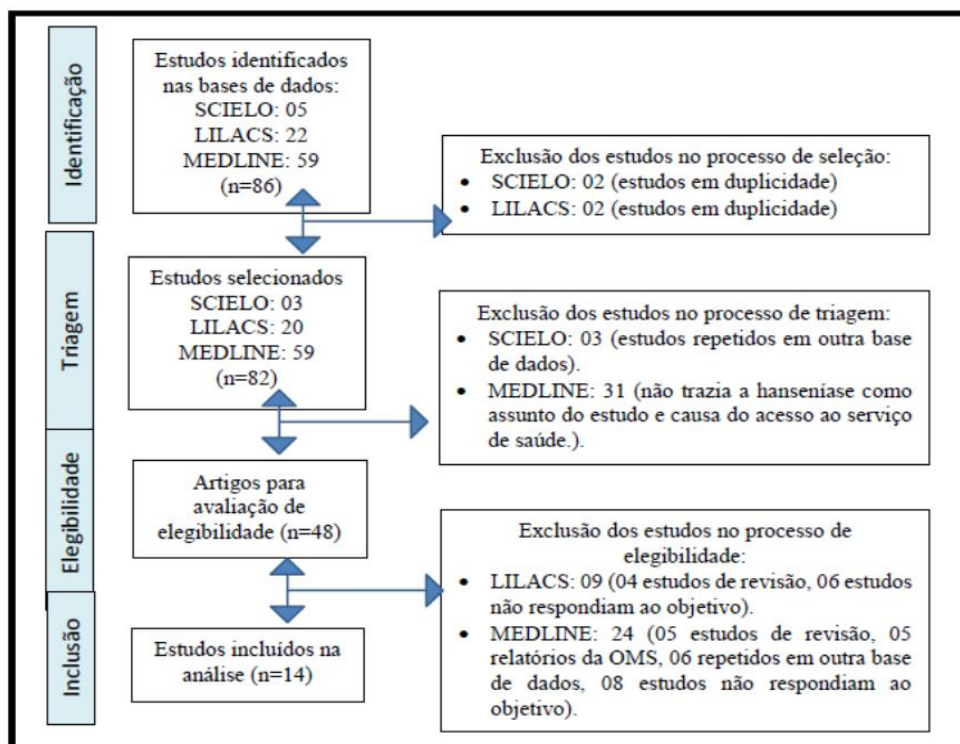 Identificação
Estudos identificados
nas bases de dados:
SCIELO: 05
LILACS: 22
MEDLINE: 59
(n=86)
Exclusão dos estudos no processo de seleção:
• SCIELO: 02 (estudos em duplicidade)
• LILACS: 02 (estudos em duplicidade)
Triagem
Estudos selecionados
SCIELO: 03
LILACS: 20
MEDLINE: 59
(n=82)
Exclusão dos estudos no processo de triagem:
• SCIELO: 03 (estudos repetidos em outra base
de dados).
• MEDLINE: 31 (não trazia a hanseníase como
assunto do estudo e causa do acesso ao serviço
de saúde.).
Elegibilidade
Artigos para
avaliação de
elegibilidade (n=48)
Exclusão dos estudos no processo de
elegibilidade:
• LILACS: 09 (04 estudos de revisão, 06 estudos
não respondiam ao objetivo).
• MEDLINE: 24 (05 estudos de revisão, 05
relatórios da OMS, 06 repetidos em outra base
de dados, 08 estudos não respondiam ao
objetivo).
Inclusão
Estudos incluídos na
análise (n=14)